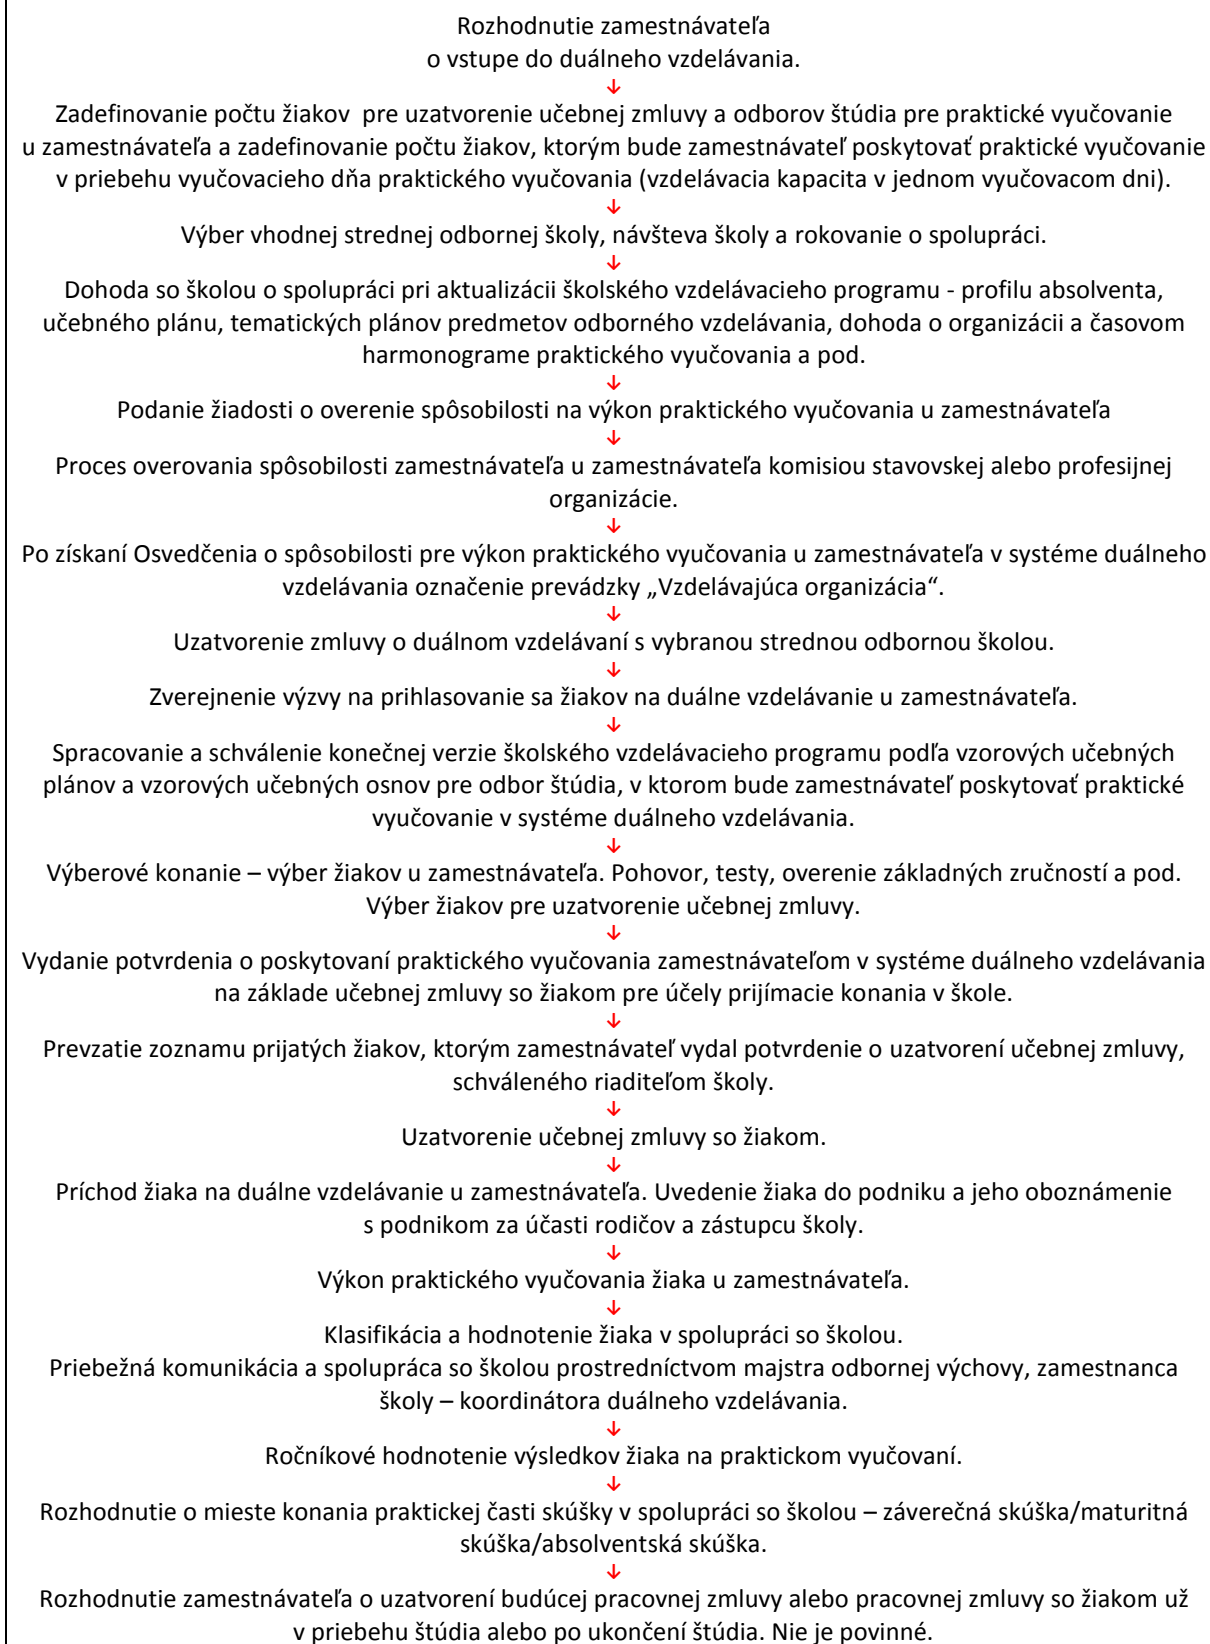 Rozhodnutie zamestnávateľa
o vstupe do duálneho vzdelávania.
↓
Zadefinovanie počtu žiakov  pre uzatvorenie učebnej zmluvy a odborov štúdia pre praktické vyučovanie
u zamestnávateľa a zadefinovanie počtu žiakov, ktorým bude zamestnávateľ poskytovať praktické vyučovanie
v priebehu vyučovacieho dňa praktického vyučovania (vzdelávacia kapacita v jednom vyučovacom dni).
↓
Výber vhodnej strednej odbornej školy, návšteva školy a rokovanie o spolupráci.
↓
Dohoda so školou o spolupráci pri aktualizácii školského vzdelávacieho programu - profilu absolventa,
učebného plánu, tematických plánov predmetov odborného vzdelávania, dohoda o organizácii a časovom
harmonograme praktického vyučovania a pod.
↓
Podanie žiadosti o overenie spôsobilosti na výkon praktického vyučovania u zamestnávateľa
↓
Proces overovania spôsobilosti zamestnávateľa u zamestnávateľa komisiou stavovskej alebo profesijnej
organizácie.
↓
Po získaní Osvedčenia o spôsobilosti pre výkon praktického vyučovania u zamestnávateľa v systéme duálneho
vzdelávania označenie prevádzky „Vzdelávajúca organizácia“.
↓
Uzatvorenie zmluvy o duálnom vzdelávaní s vybranou strednou odbornou školou.
↓
Zverejnenie výzvy na prihlasovanie sa žiakov na duálne vzdelávanie u zamestnávateľa.
↓
Spracovanie a schválenie konečnej verzie školského vzdelávacieho programu podľa vzorových učebných
plánov a vzorových učebných osnov pre odbor štúdia, v ktorom bude zamestnávateľ poskytovať praktické
vyučovanie v systéme duálneho vzdelávania.
↓
Výberové konanie – výber žiakov u zamestnávateľa. Pohovor, testy, overenie základných zručností a pod.
Výber žiakov pre uzatvorenie učebnej zmluvy.
↓
Vydanie potvrdenia o poskytovaní praktického vyučovania zamestnávateľom v systéme duálneho vzdelávania
na základe učebnej zmluvy so žiakom pre účely prijímacie konania v škole.
↓
Prevzatie zoznamu prijatých žiakov, ktorým zamestnávateľ vydal potvrdenie o uzatvorení učebnej zmluvy,
schváleného riaditeľom školy.
↓
Uzatvorenie učebnej zmluvy so žiakom.
↓
Príchod žiaka na duálne vzdelávanie u zamestnávateľa. Uvedenie žiaka do podniku a jeho oboznámenie
s podnikom za účasti rodičov a zástupcu školy.
↓
Výkon praktického vyučovania žiaka u zamestnávateľa.
↓
Klasifikácia a hodnotenie žiaka v spolupráci so školou.
Priebežná komunikácia a spolupráca so školou prostredníctvom majstra odbornej výchovy, zamestnanca
školy – koordinátora duálneho vzdelávania.
↓
Ročníkové hodnotenie výsledkov žiaka na praktickom vyučovaní.
↓
Rozhodnutie o mieste konania praktickej časti skúšky v spolupráci so školou – záverečná skúška/maturitná
skúška/absolventská skúška.
↓
Rozhodnutie zamestnávateľa o uzatvorení budúcej pracovnej zmluvy alebo pracovnej zmluvy so žiakom už
v priebehu štúdia alebo po ukončení štúdia. Nie je povinné.